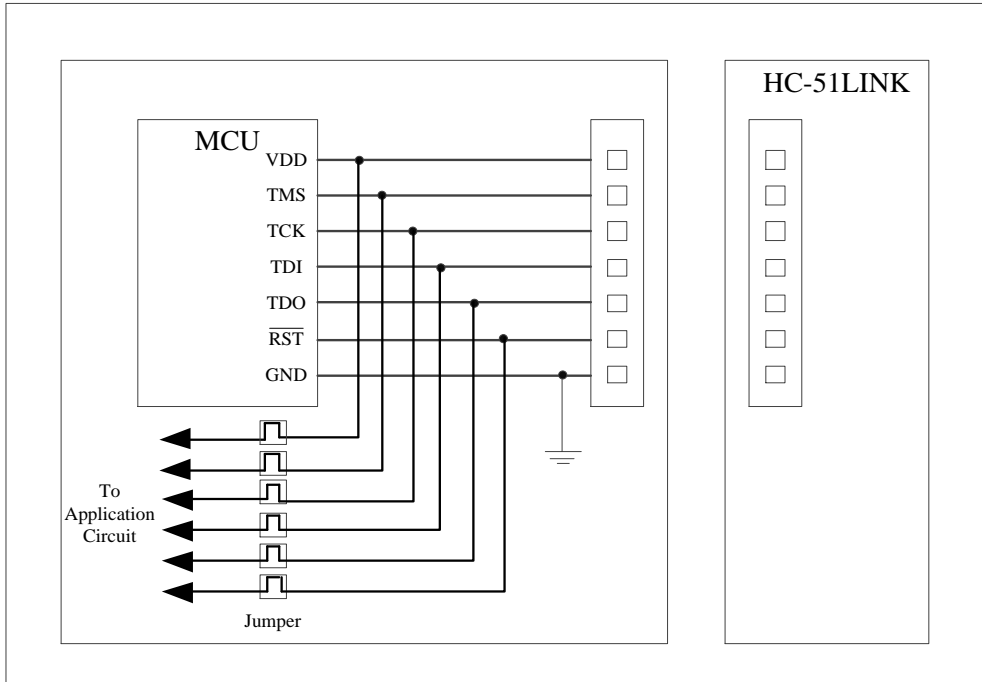 HC-51LINK
MCU
VDD
TMS
TCK
TDI
TDO
RST
GND
To
Application
Circuit
Jumper